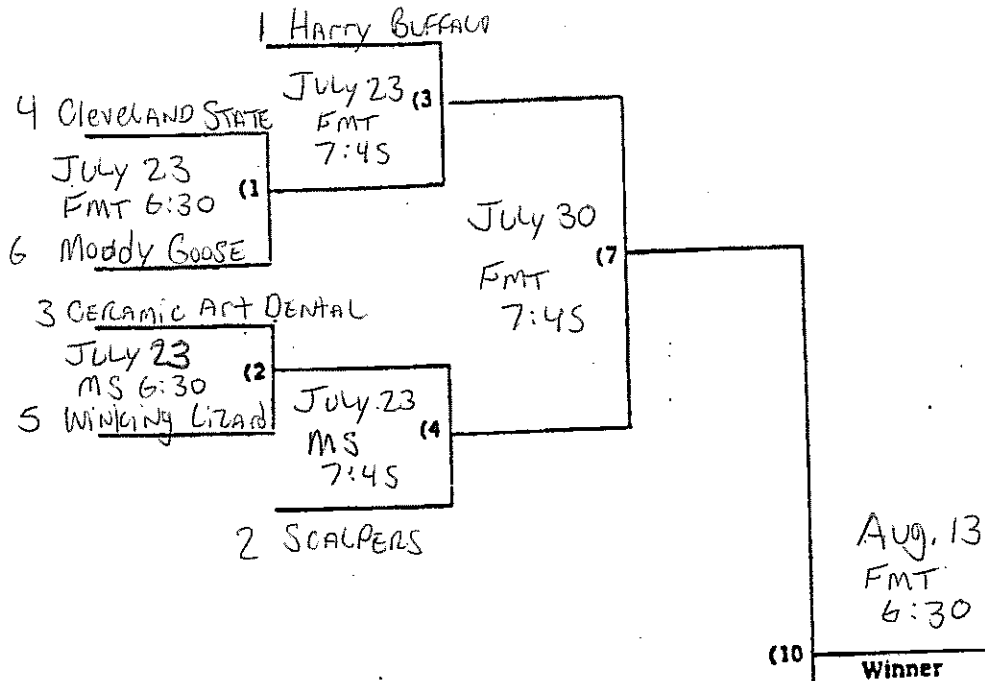 1 Harry Buffalo
July 23 (3
FMT
7:45
4 Cleveland State
July 23
FMT 6:30 (1
6 Moody Goose
July 30
FMT (7
7:45
3 Ceramic Art Dental
July 23
MS 6:30 (2
5 Winking Lizard
July 23
MS (4
7:45
2 Scalpers
Aug. 13
FMT
6:30
(10
Winner